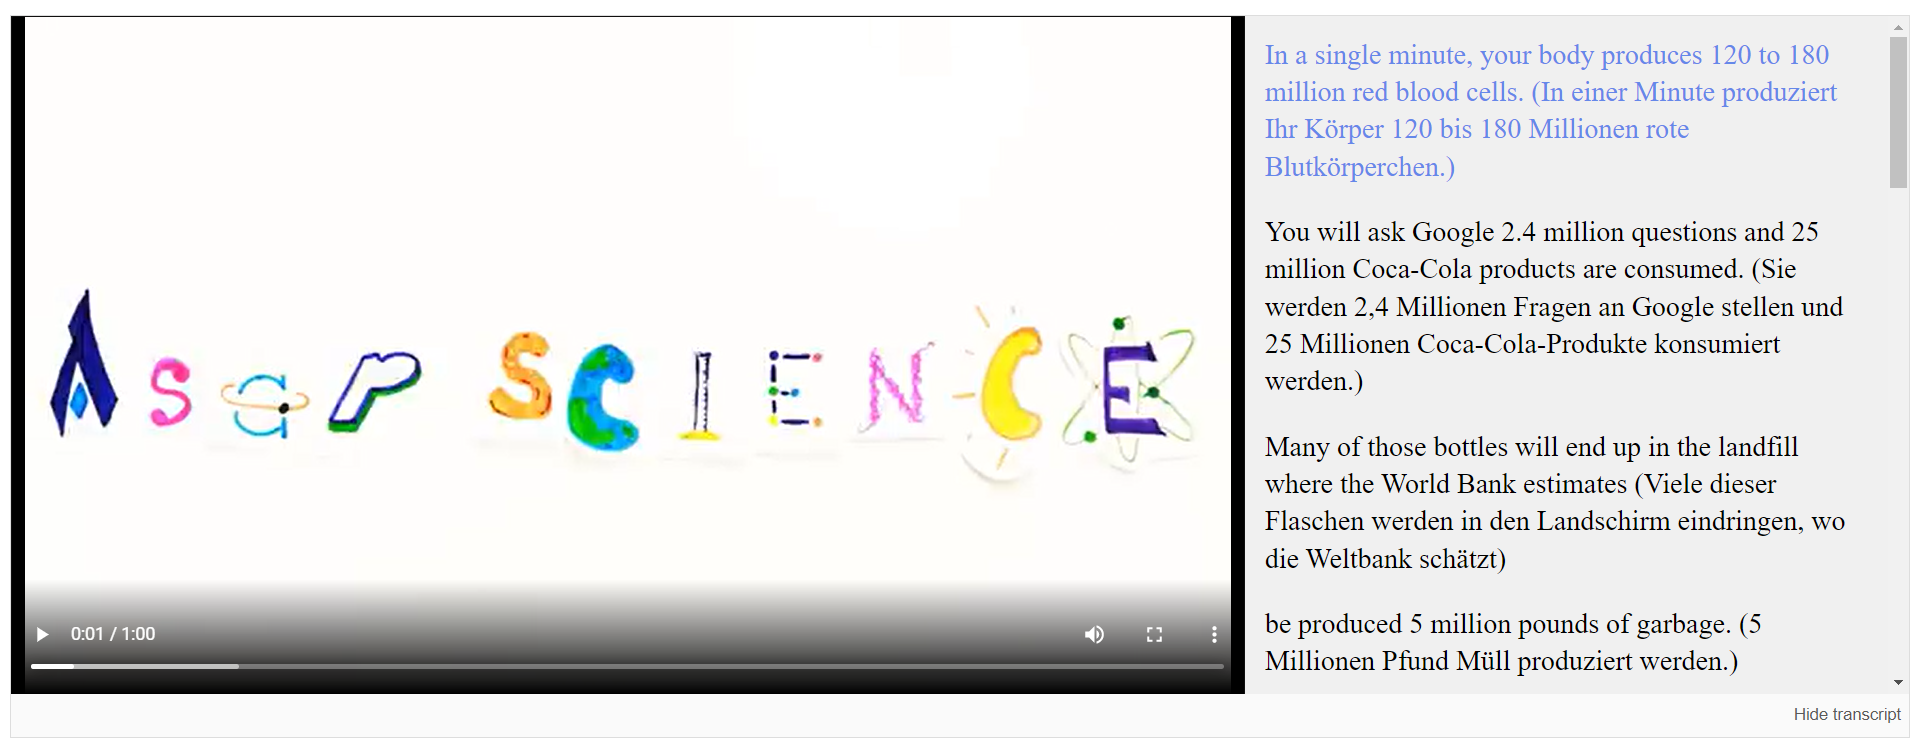 AsaP SCIENCE
0:01 / 1:00
In a single minute, your body produces 120 to 180
million red blood cells. (In einer Minute produziert
Ihr Körper 120 bis 180 Millionen rote
Blutkörperchen.)
You will ask Google 2.4 million questions and 25
million Coca-Cola products are consumed. (Sie
werden 2,4 Millionen Fragen an Google stellen und
25 Millionen Coca-Cola-Produkte konsumiert
werden.)
Many of those bottles will end up in the landfill
where the World Bank estimates (Viele dieser
Flaschen werden in den Landschirm eindringen, wo
die Weltbank schätzt)
be produced 5 million pounds of garbage. (5
Millionen Pfund Müll produziert werden.)
Hide transcript